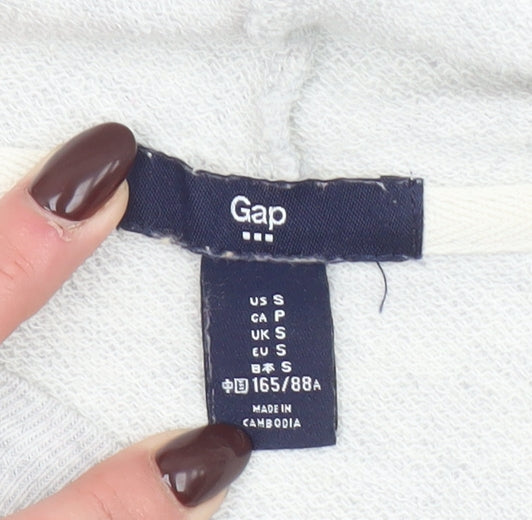 Gap
US S
CA P
UK S
EU S
日本 S
中国 165/88A
MADE IN
CAMBODIA